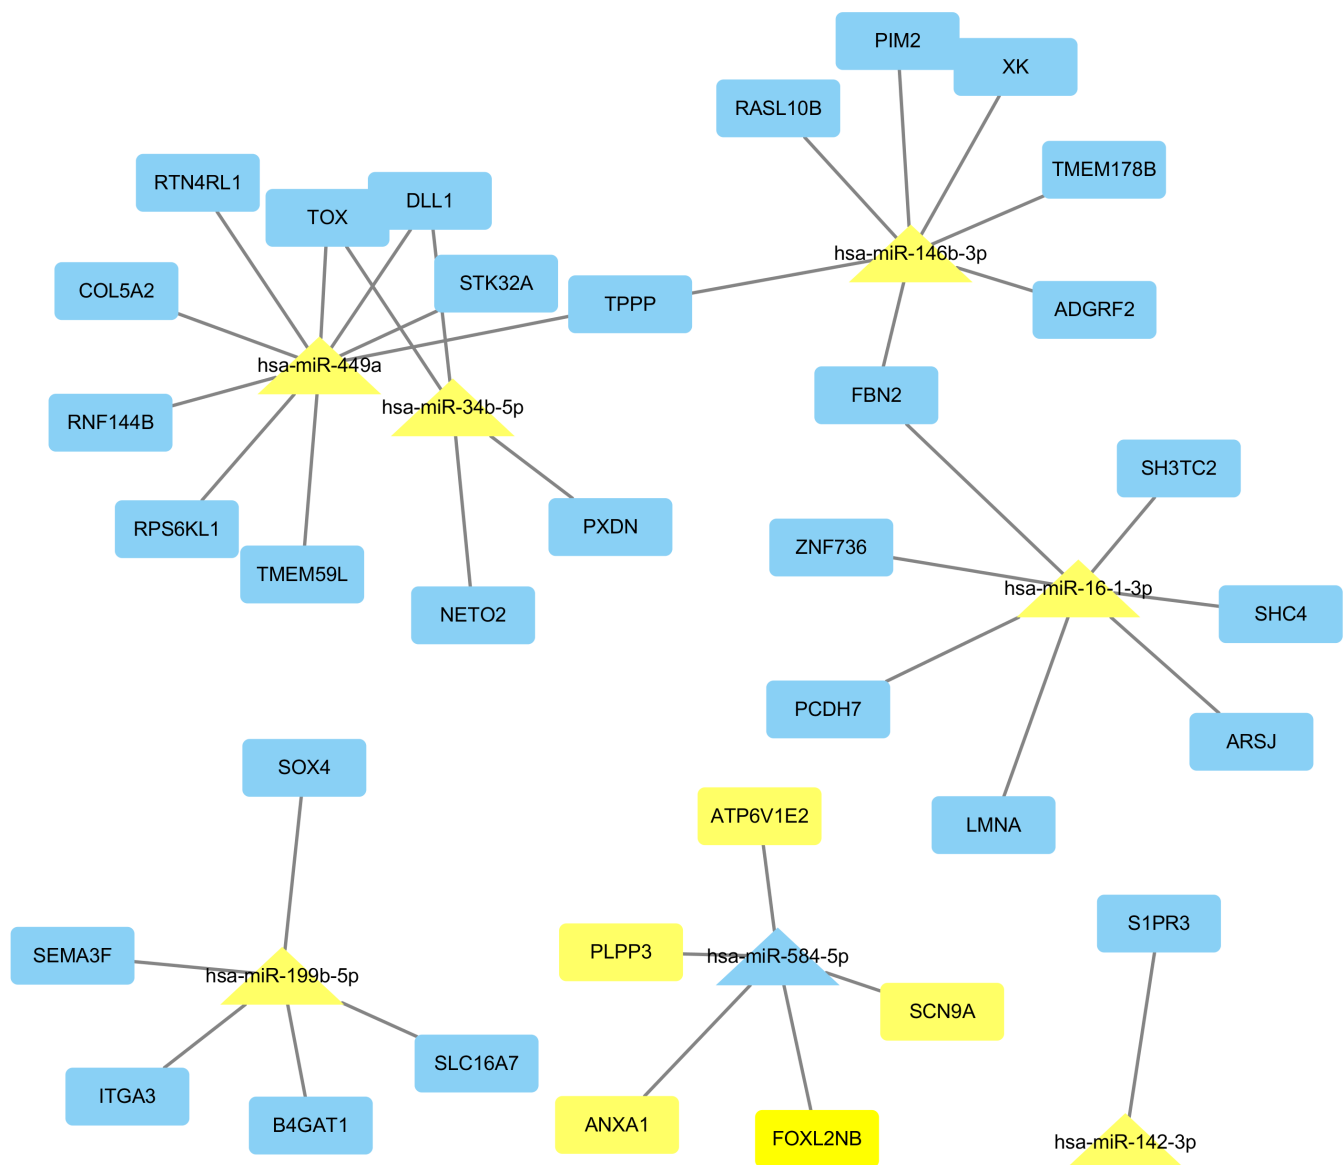 PIM2
XK
RASL10B
TMEM178B
RTN4RL1
DLL1
TOX
hsa-miR-146b-3p
STK32A
COL5A2
TPPP
ADGRF2
hsa-miR-449a
FBN2
hsa-miR-34b-5p
RNF144B
SH3TC2
PXDN
RPS6KL1
ZNF736
TMEM59L
hsa-miR-16-1-3p
NETO2
SHC4
PCDH7
ARSJ
SOX4
ATP6V1E2
LMNA
S1PR3
PLPP3
SEMA3F
hsa-miR-584-5p
hsa-miR-199b-5p
SCN9A
SLC16A7
ITGA3
B4GAT1
ANXA1
FOXL2NB
hsa-miR-142-3p